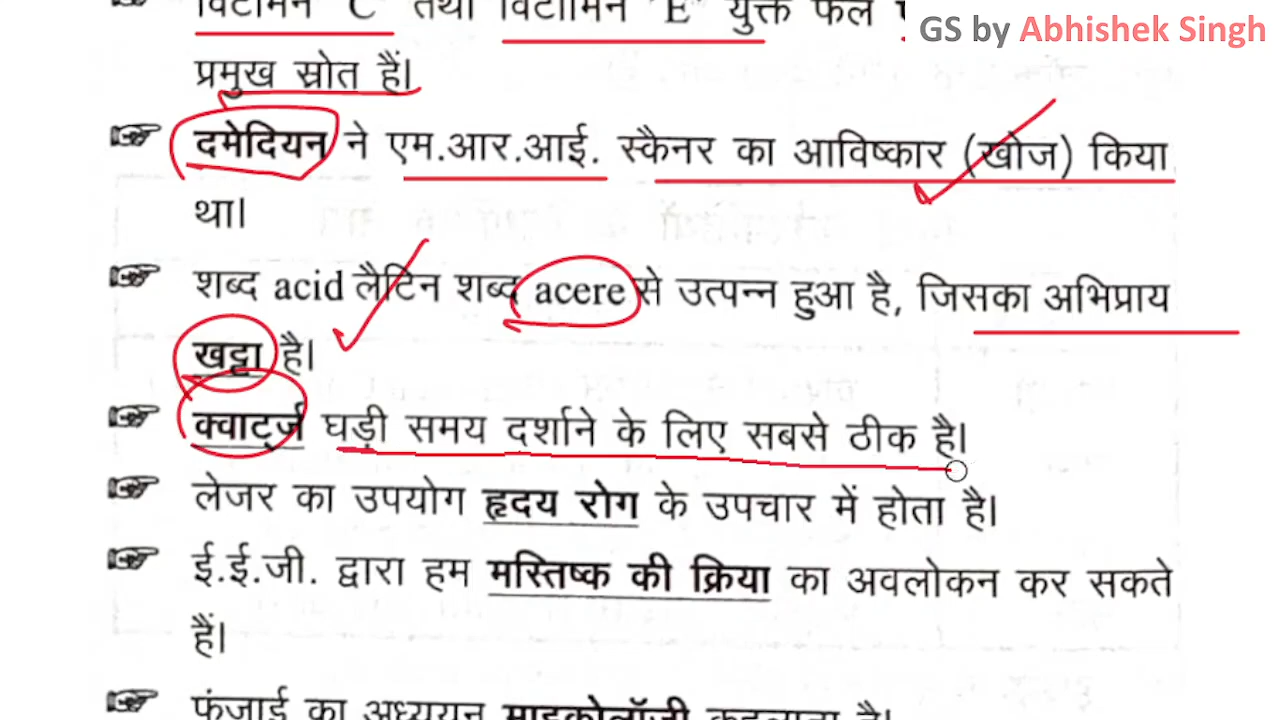 विटामिन 'C' तथा विटामिन 'E' युक्त फल
GS by Abhishek Singh
प्रमुख स्रोत हैं।
दमेदियन ने एम.आर.आई. स्कैनर का आविष्कार (खोज) किया
था।
शब्द acid लैटिन शब्द acere से उत्पन्न हुआ है, जिसका अभिप्राय
खट्टा है।
क्वार्ट्ज घड़ी समय दर्शाने के लिए सबसे ठीक है।
लेजर का उपयोग हृदय रोग के उपचार में होता है।
ई.ई.जी. द्वारा हम मस्तिष्क की क्रिया का अवलोकन कर सकते
हैं।
फंजाई का अध्ययन माइकोलॉजी कहलाता है।